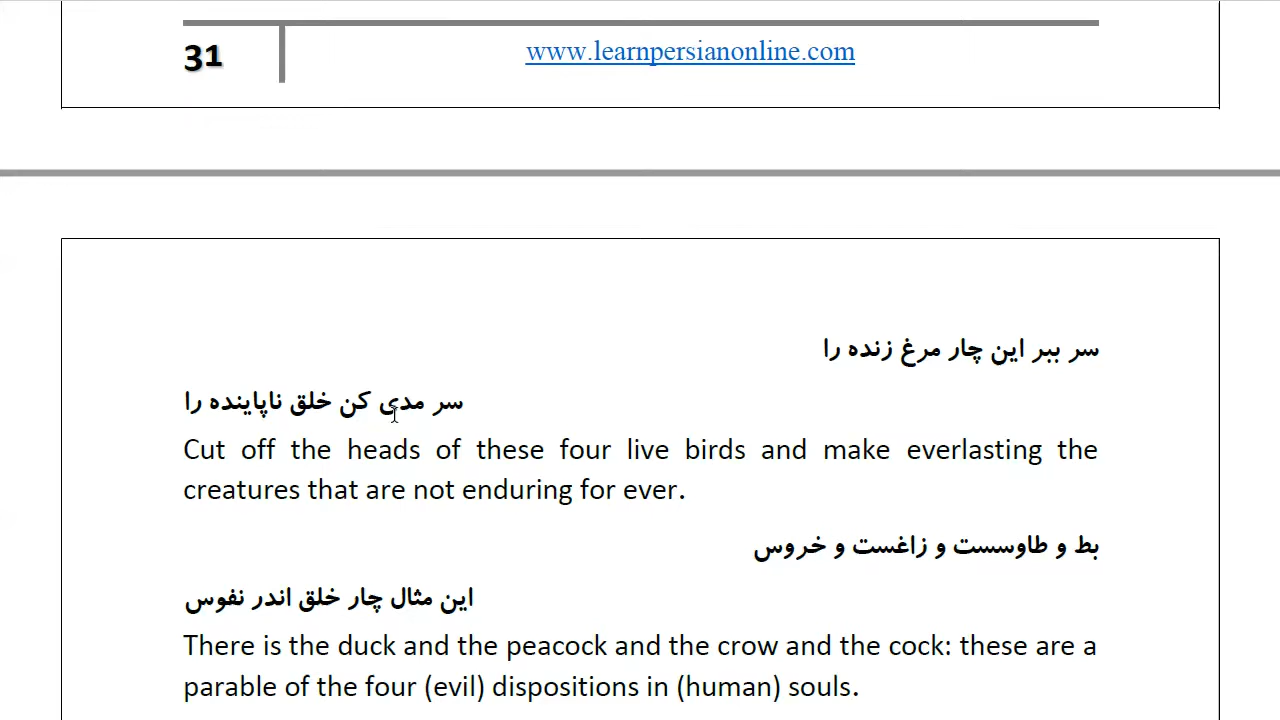 31
www.learnpersianonline.com
سر ببر این چار مرغ زنده را
سر مدی کن خلق ناپاینده را
Cut off the heads of these four live birds and make everlasting the
creatures that are not enduring for ever.
بط و طاوسست و زاغست و خروس
این مثال چار خلق اندر نفوس
There is the duck and the peacock and the crow and the cock: these are a
parable of the four (evil) dispositions in (human) souls.